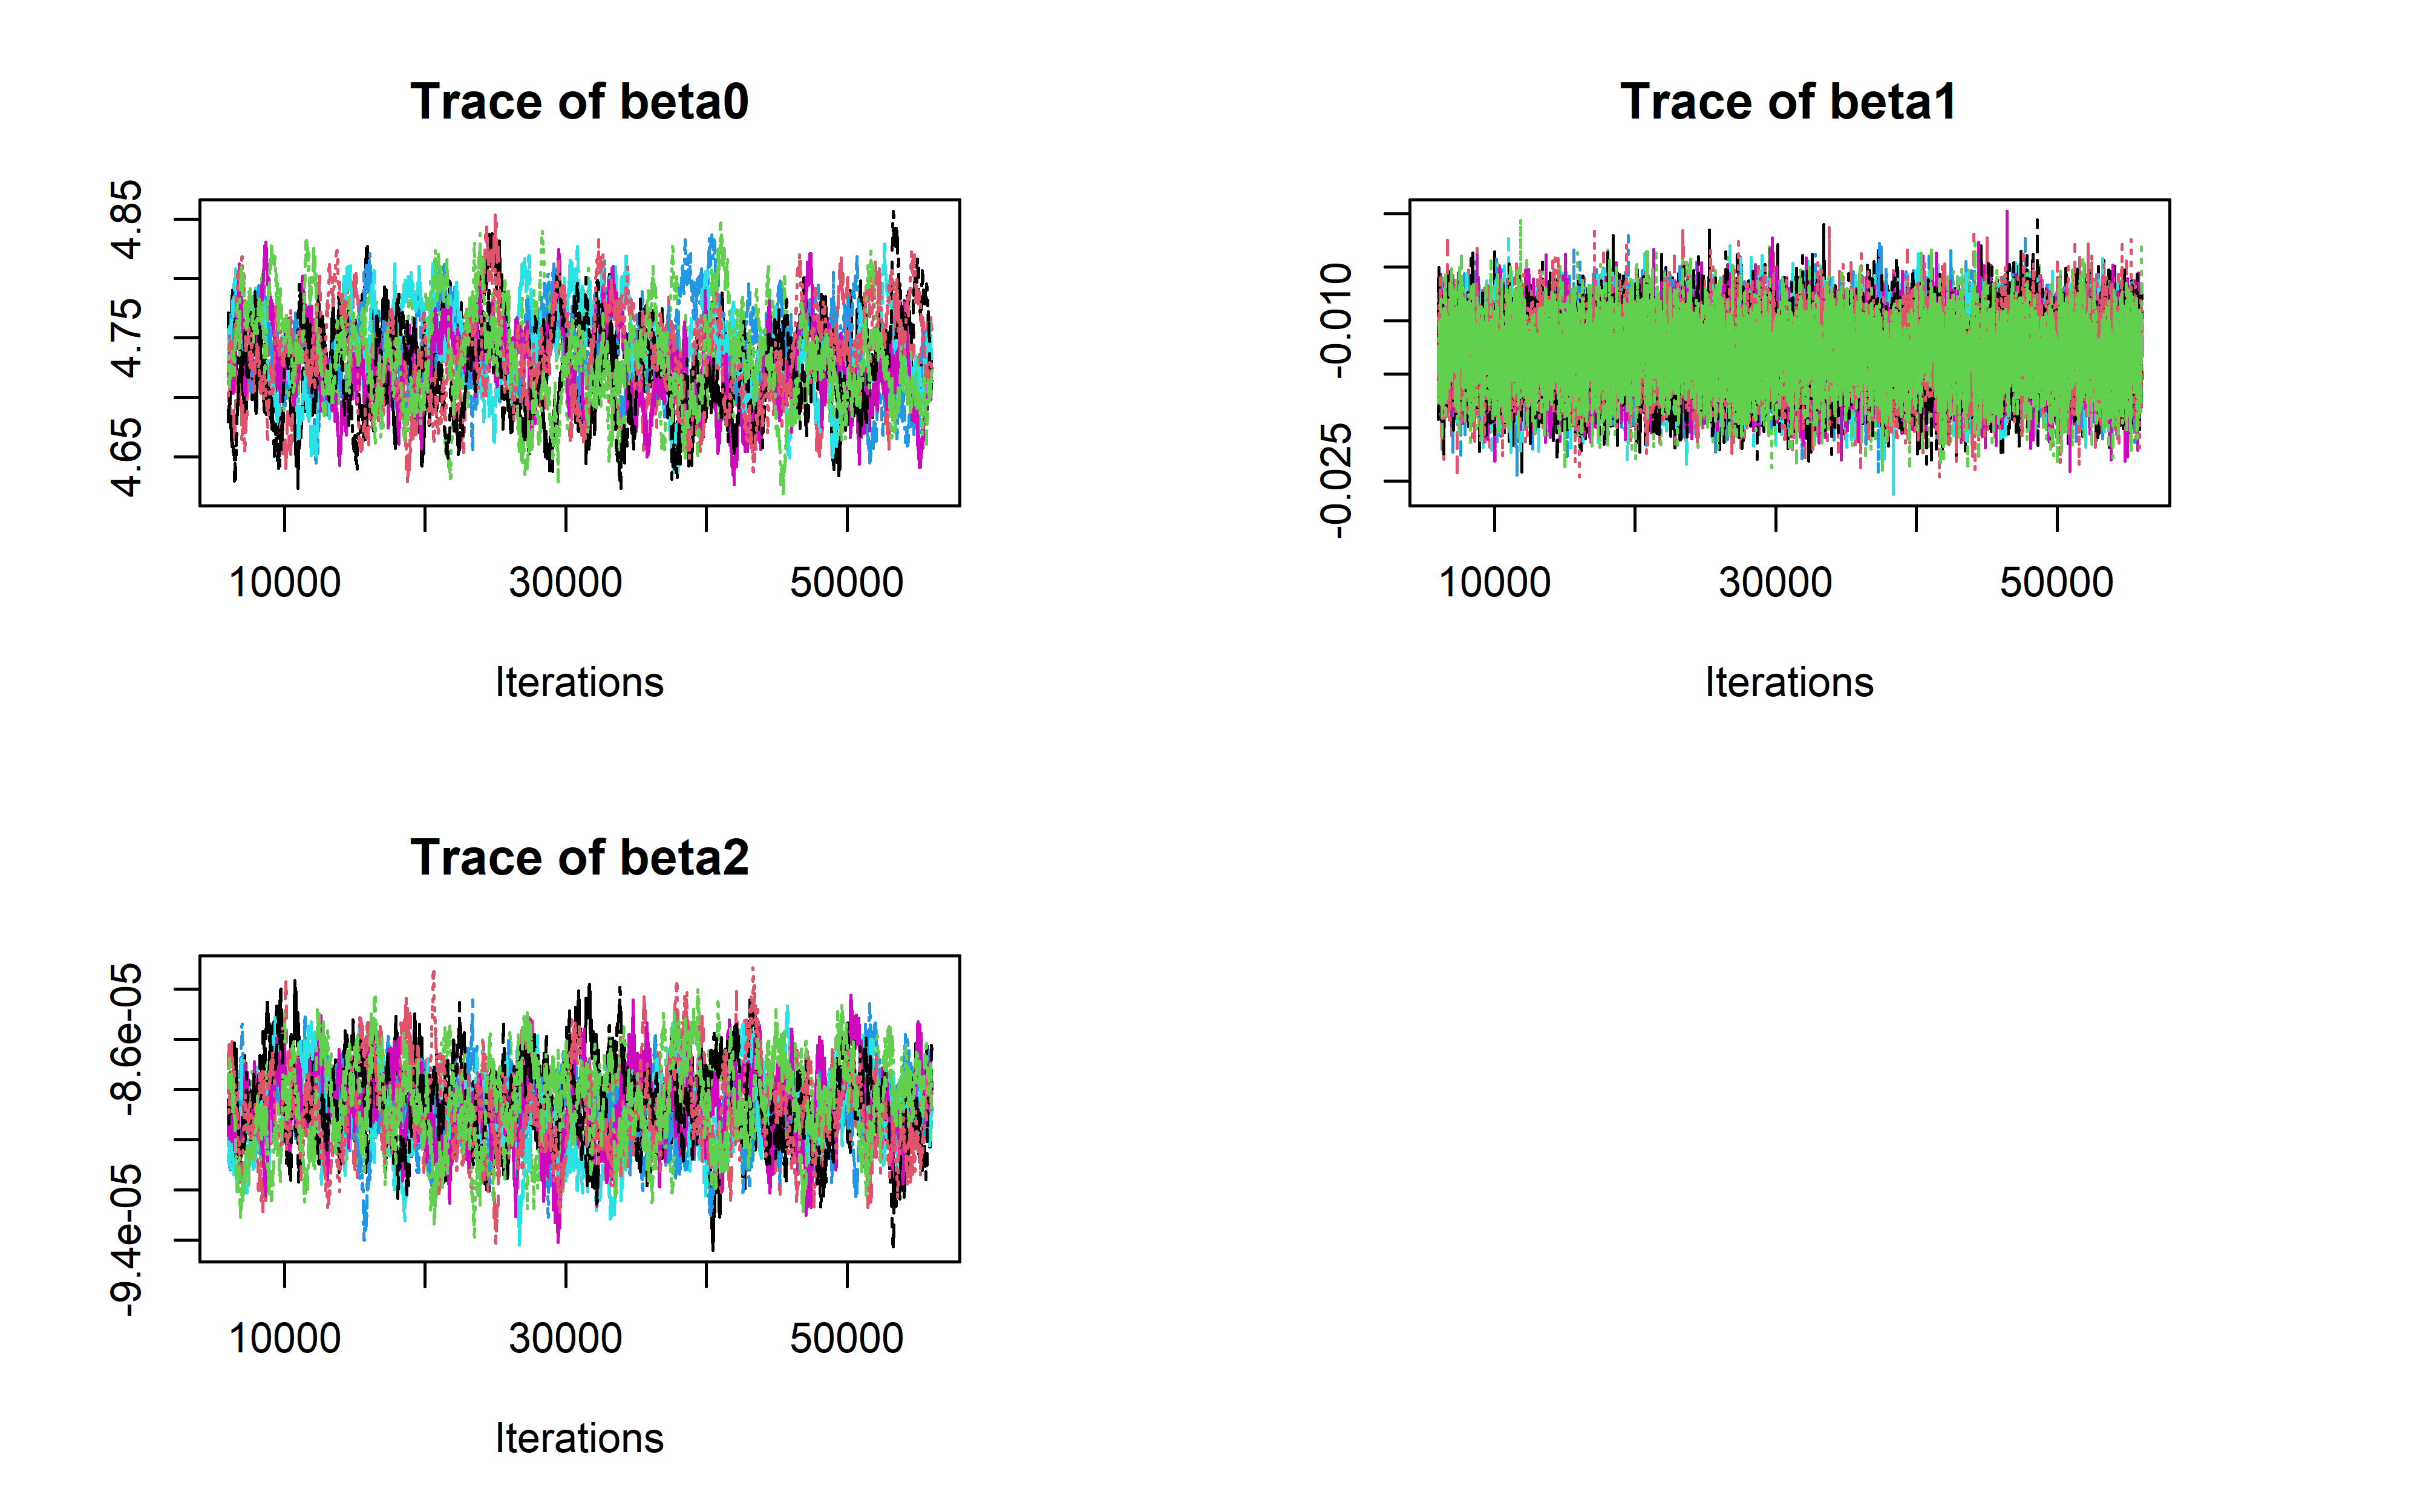 Trace of beta0
4.85
4.75
4.65
10000 30000 50000
Iterations
Trace of beta1
-0.010
-0.025
10000 30000 50000
Iterations
Trace of beta2
-8.6e-05
-9.4e-05
10000 30000 50000
Iterations